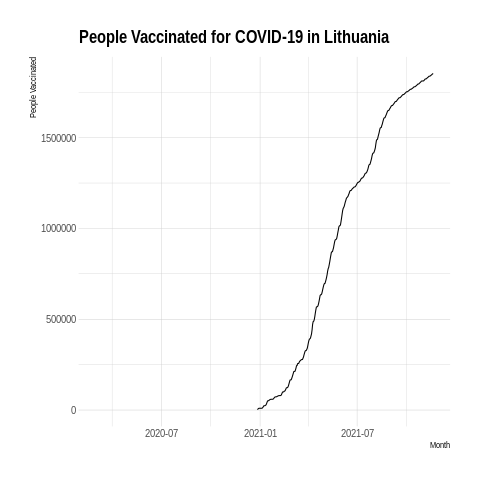 People Vaccinated for COVID-19 in Lithuania
People Vaccinated
1500000
1000000
500000
0
2020-07 2021-01 2021-07
Month